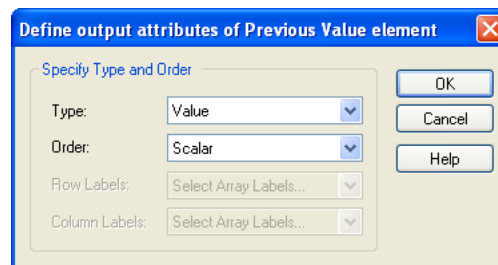 Define output attributes of Previous Value element
Specify Type and Order
OK
Type: Value
Cancel
Order: Scalar
Help
Row Labels: Select Array Labels...
Column Labels: Select Array Labels...